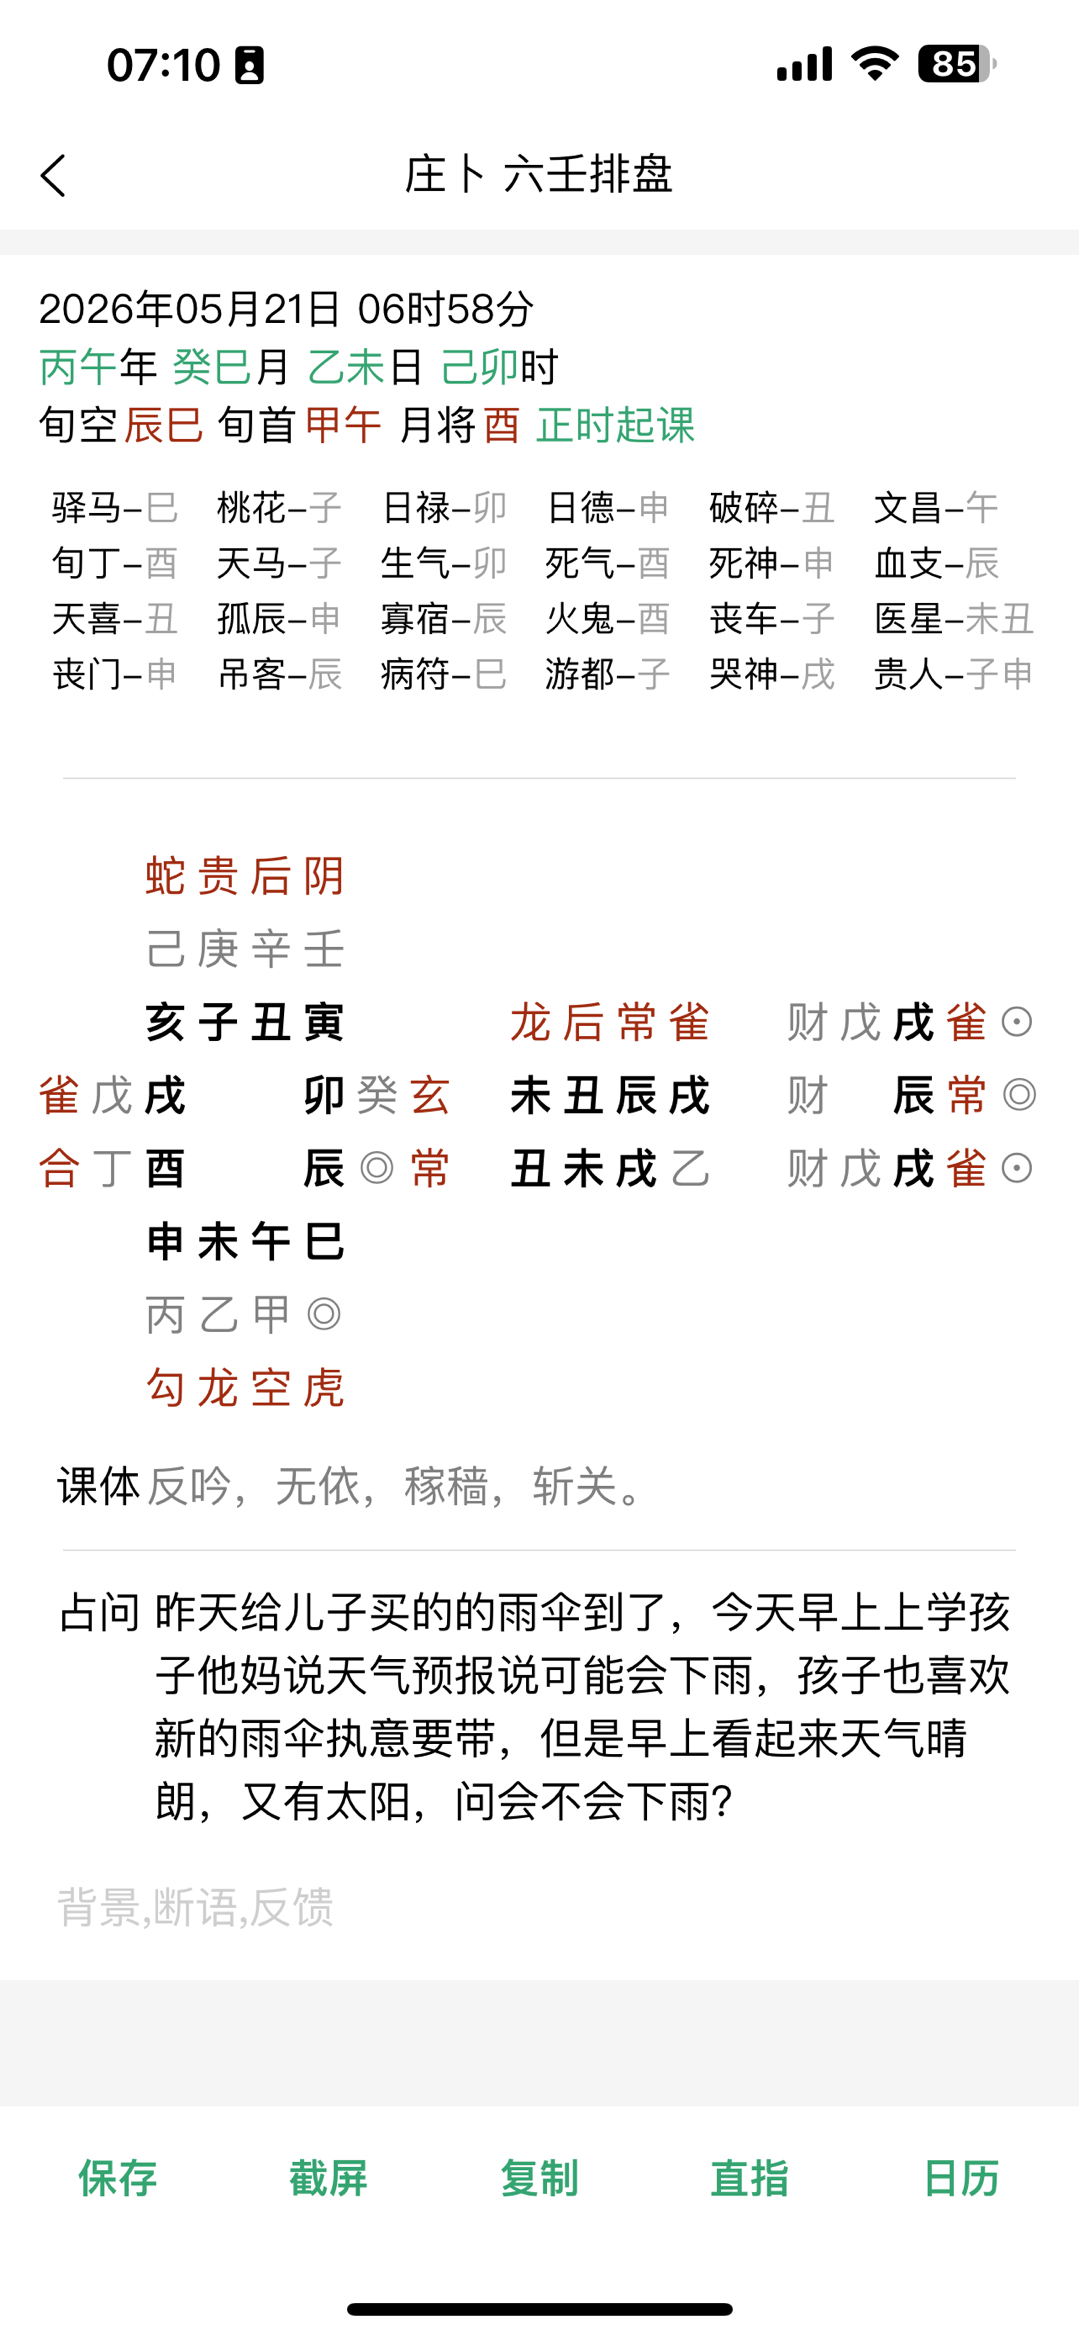 07:10
85
庄卜 六壬排盘
2026年05月21日 06时58分
丙午年 癸巳月 乙未日 己卯时
旬空辰巳 旬首甲午 月将酉 正时起课
驿马-巳 桃花-子 日禄-卯 日德-申 破碎-丑 文昌-午
旬丁-酉 天马-子 生气-卯 死气-酉 死神-申 血支-辰
天喜-丑 孤辰-申 寡宿-辰 火鬼-酉 丧车-子 医星-未丑
丧门-申 吊客-辰 病符-巳 游都-子 哭神-戌 贵人-子申
蛇贵后阴
己庚辛壬
亥子丑寅 龙后常雀 财戊戌雀⊙
雀戊戌 卯癸玄 未丑辰戌 财 辰常◎
合丁酉 辰◎常 丑未戌乙 财戊戌雀⊙
申未午巳
丙乙甲◎
勾龙空虎
课体反吟，无依，稼穑，斩关。
占问 昨天给儿子买的的雨伞到了，今天早上上学孩
子他妈说天气预报说可能会下雨，孩子也喜欢
新的雨伞执意要带，但是早上看起来天气晴
朗，又有太阳，问会不会下雨？
背景,断语,反馈
保存 截屏 复制 直指 日历